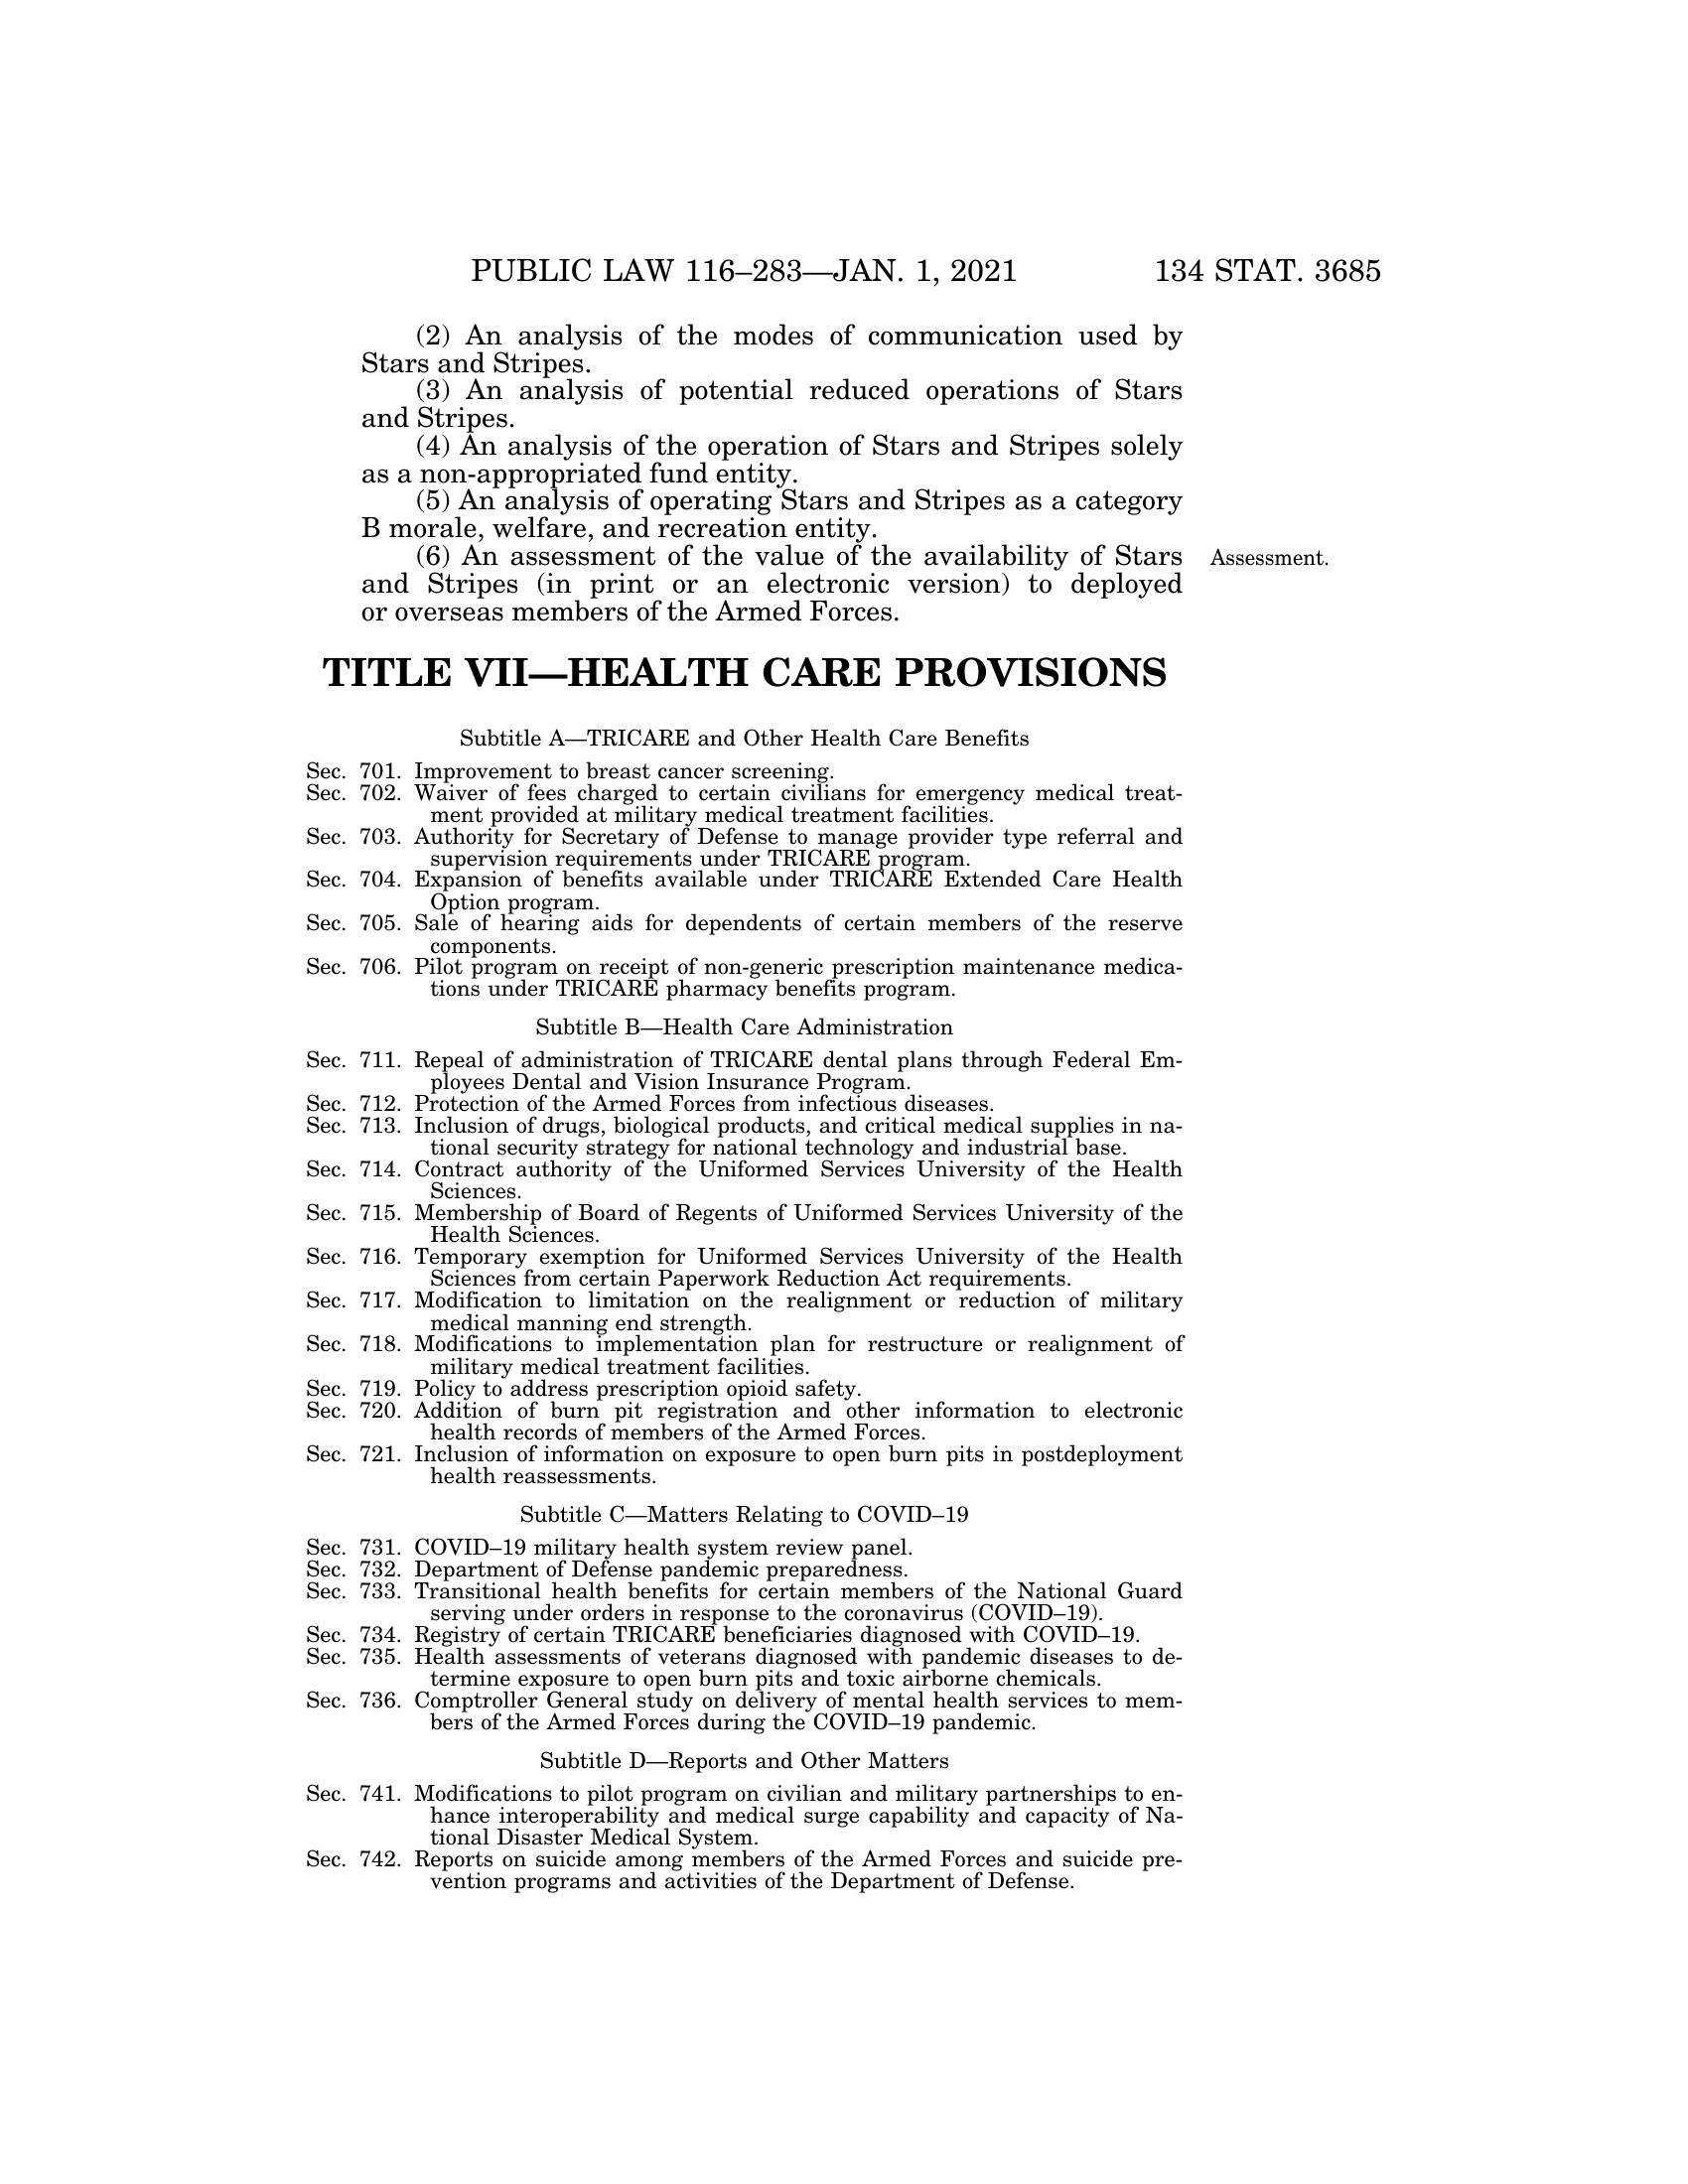 PUBLIC LAW 116–283—JAN. 1, 2021
134 STAT. 3685
(2) An analysis of the modes of communication used by
Stars and Stripes.
(3) An analysis of potential reduced operations of Stars
and Stripes.
(4) An analysis of the operation of Stars and Stripes solely
as a non-appropriated fund entity.
(5) An analysis of operating Stars and Stripes as a category
B morale, welfare, and recreation entity.
(6) An assessment of the value of the availability of Stars
and Stripes (in print or an electronic version) to deployed
or overseas members of the Armed Forces.
Assessment.
TITLE VII—HEALTH CARE PROVISIONS
Subtitle A—TRICARE and Other Health Care Benefits
Sec. 701. Improvement to breast cancer screening.
Sec. 702. Waiver of fees charged to certain civilians for emergency medical treat-
ment provided at military medical treatment facilities.
Sec. 703. Authority for Secretary of Defense to manage provider type referral and
supervision requirements under TRICARE program.
Sec. 704. Expansion of benefits available under TRICARE Extended Care Health
Option program.
Sec. 705. Sale of hearing aids for dependents of certain members of the reserve
components.
Sec. 706. Pilot program on receipt of non-generic prescription maintenance medica-
tions under TRICARE pharmacy benefits program.
Subtitle B—Health Care Administration
Sec. 711. Repeal of administration of TRICARE dental plans through Federal Em-
ployees Dental and Vision Insurance Program.
Sec. 712. Protection of the Armed Forces from infectious diseases.
Sec. 713. Inclusion of drugs, biological products, and critical medical supplies in na-
tional security strategy for national technology and industrial base.
Sec. 714. Contract authority of the Uniformed Services University of the Health
Sciences.
Sec. 715. Membership of Board of Regents of Uniformed Services University of the
Health Sciences.
Sec. 716. Temporary exemption for Uniformed Services University of the Health
Sciences from certain Paperwork Reduction Act requirements.
Sec. 717. Modification to limitation on the realignment or reduction of military
medical manning end strength.
Sec. 718. Modifications to implementation plan for restructure or realignment of
military medical treatment facilities.
Sec. 719. Policy to address prescription opioid safety.
Sec. 720. Addition of burn pit registration and other information to electronic
health records of members of the Armed Forces.
Sec. 721. Inclusion of information on exposure to open burn pits in postdeployment
health reassessments.
Subtitle C—Matters Relating to COVID–19
Sec. 731. COVID–19 military health system review panel.
Sec. 732. Department of Defense pandemic preparedness.
Sec. 733. Transitional health benefits for certain members of the National Guard
serving under orders in response to the coronavirus (COVID–19).
Sec. 734. Registry of certain TRICARE beneficiaries diagnosed with COVID–19.
Sec. 735. Health assessments of veterans diagnosed with pandemic diseases to de-
termine exposure to open burn pits and toxic airborne chemicals.
Sec. 736. Comptroller General study on delivery of mental health services to mem-
bers of the Armed Forces during the COVID–19 pandemic.
Subtitle D—Reports and Other Matters
Sec. 741. Modifications to pilot program on civilian and military partnerships to en-
hance interoperability and medical surge capability and capacity of Na-
tional Disaster Medical System.
Sec. 742. Reports on suicide among members of the Armed Forces and suicide pre-
vention programs and activities of the Department of Defense.